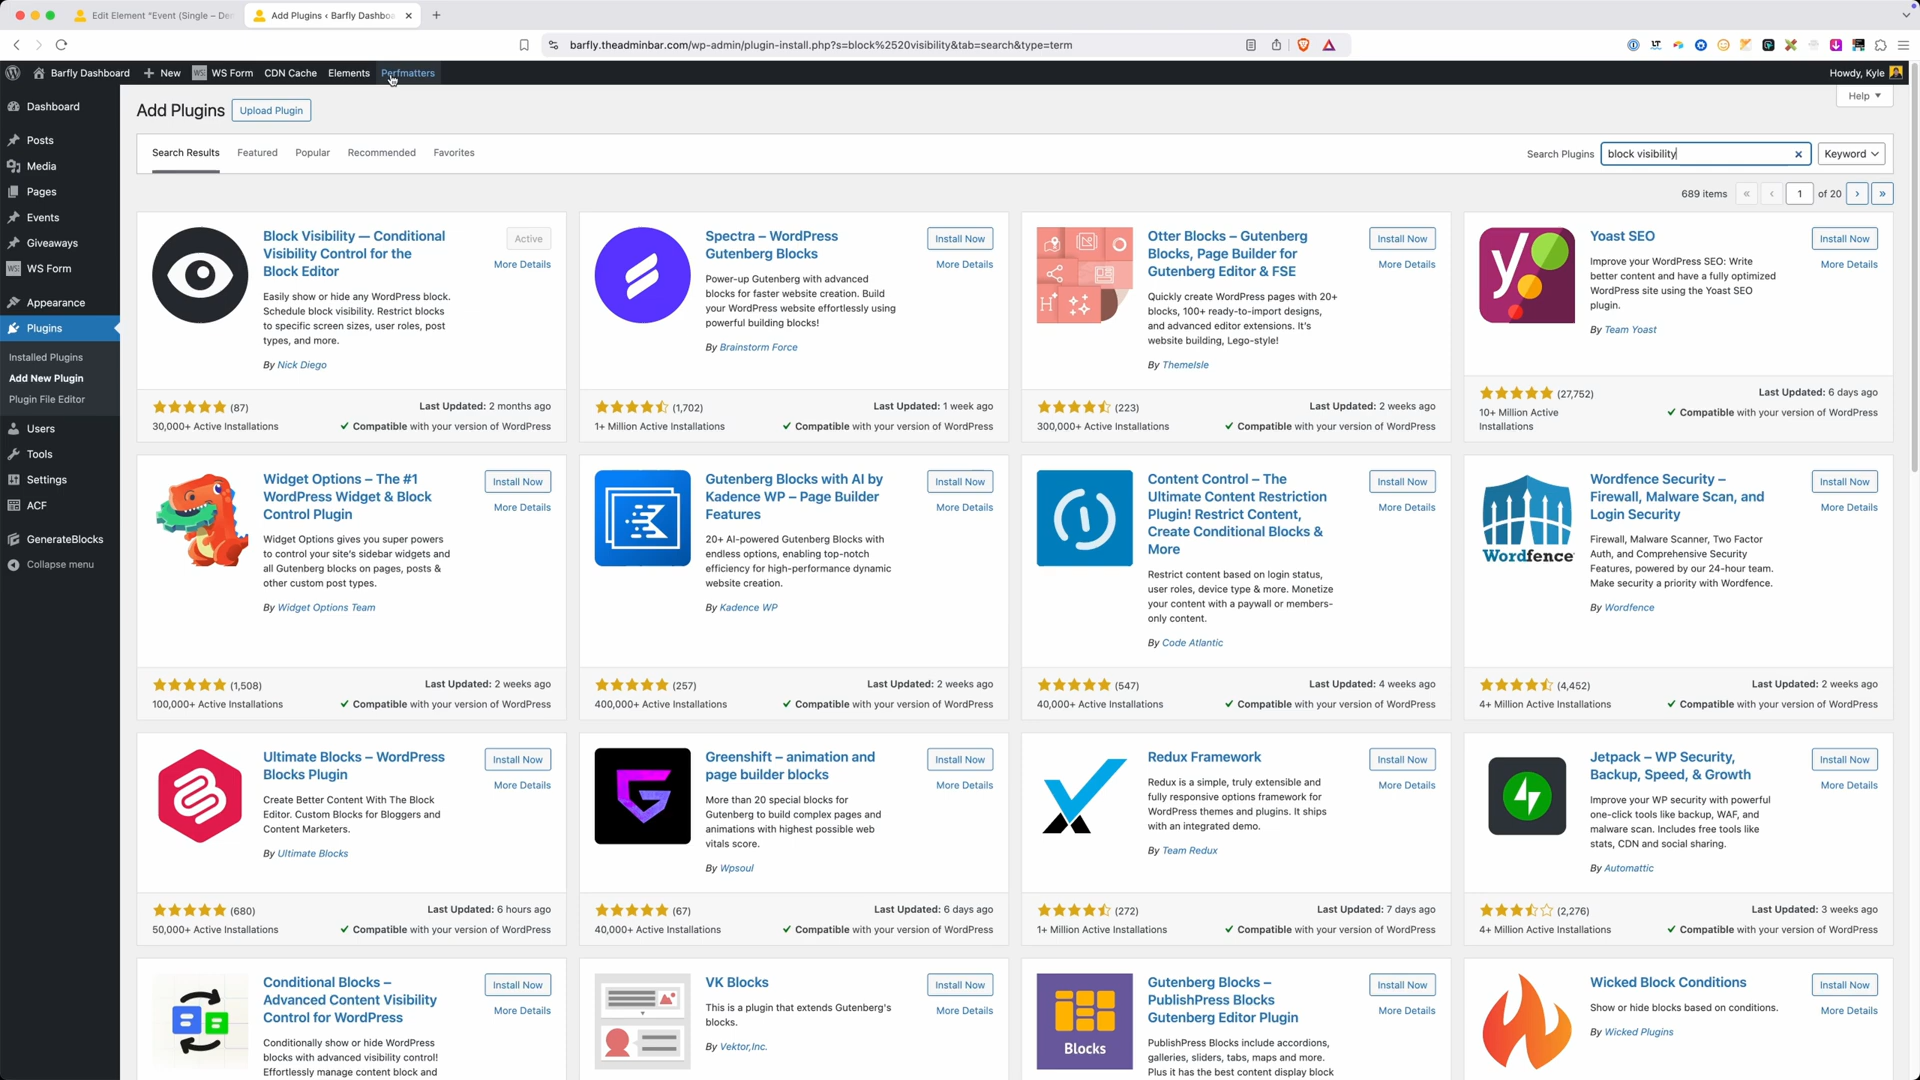 Edit Element "Event (Single – De
Add Plugins ‹ Barfly Dashboa
barfly.theadminbar.com/wp-admin/plugin-install.php?s=block%2520visibility&tab=search&type=term
Barfly Dashboard
New
WS Form
CDN Cache
Elements
Perfmatters
Howdy, Kyle
Dashboard
Posts
Media
Pages
Events
Giveaways
WS Form
Appearance
Plugins
Installed Plugins
Add New Plugin
Plugin File Editor
Users
Tools
Settings
ACF
GenerateBlocks
Collapse menu
Add Plugins
Upload Plugin
Help
Search Results
Featured
Popular
Recommended
Favorites
Search Plugins
block visibility
Keyword
689 items
«
‹
1
of 20
›
»
Block Visibility — Conditional
Visibility Control for the
Block Editor
Active
More Details
Easily show or hide any WordPress block.
Schedule block visibility. Restrict blocks
to specific screen sizes, user roles, post
types, and more.
By Nick Diego
(87)
Last Updated: 2 months ago
30,000+ Active Installations
Compatible with your version of WordPress
Spectra – WordPress
Gutenberg Blocks
Install Now
More Details
Power-up Gutenberg with advanced
blocks for faster website creation. Build
your WordPress website effortlessly using
powerful building blocks!
By Brainstorm Force
(1,702)
Last Updated: 1 week ago
1+ Million Active Installations
Compatible with your version of WordPress
Otter Blocks – Gutenberg
Blocks, Page Builder for
Gutenberg Editor & FSE
Install Now
More Details
Quickly create WordPress pages with 20+
blocks, 100+ ready-to-import designs,
and advanced editor extensions. It's
website building, Lego-style!
By ThemeIsle
(223)
Last Updated: 2 weeks ago
300,000+ Active Installations
Compatible with your version of WordPress
Yoast SEO
Install Now
More Details
Improve your WordPress SEO: Write
better content and have a fully optimized
WordPress site using the Yoast SEO
plugin.
By Team Yoast
(27,752)
Last Updated: 6 days ago
10+ Million Active
Installations
Compatible with your version of WordPress
Widget Options – The #1
WordPress Widget & Block
Control Plugin
Install Now
More Details
Widget Options gives you super powers
to control your site's sidebar widgets and
all Gutenberg blocks on pages, posts &
other custom post types.
By Widget Options Team
(1,508)
Last Updated: 2 weeks ago
100,000+ Active Installations
Compatible with your version of WordPress
Gutenberg Blocks with AI by
Kadence WP – Page Builder
Features
Install Now
More Details
20+ AI-powered Gutenberg Blocks with
endless options, enabling top-notch
efficiency for high-performance dynamic
website creation.
By Kadence WP
(257)
Last Updated: 2 weeks ago
400,000+ Active Installations
Compatible with your version of WordPress
Content Control – The
Ultimate Content Restriction
Plugin! Restrict Content,
Create Conditional Blocks &
More
Install Now
More Details
Restrict content based on login status,
user roles, device type & more. Monetize
your content with a paywall or members-
only content.
By Code Atlantic
(547)
Last Updated: 4 weeks ago
40,000+ Active Installations
Compatible with your version of WordPress
Wordfence
Wordfence Security –
Firewall, Malware Scan, and
Login Security
Install Now
More Details
Firewall, Malware Scanner, Two Factor
Auth, and Comprehensive Security
Features, powered by our 24-hour team.
Make security a priority with Wordfence.
By Wordfence
(4,452)
Last Updated: 2 weeks ago
4+ Million Active Installations
Compatible with your version of WordPress
Ultimate Blocks – WordPress
Blocks Plugin
Install Now
More Details
Create Better Content With The Block
Editor. Custom Blocks for Bloggers and
Content Marketers.
By Ultimate Blocks
(680)
Last Updated: 6 hours ago
50,000+ Active Installations
Compatible with your version of WordPress
Greenshift – animation and
page builder blocks
Install Now
More Details
More than 20 special blocks for
Gutenberg to build complex pages and
animations with highest possible web
vitals score.
By Wpsoul
(67)
Last Updated: 6 days ago
40,000+ Active Installations
Compatible with your version of WordPress
Redux Framework
Install Now
More Details
Redux is a simple, truly extensible and
fully responsive options framework for
WordPress themes and plugins. It ships
with an integrated demo.
By Team Redux
(272)
Last Updated: 7 days ago
1+ Million Active Installations
Compatible with your version of WordPress
Jetpack – WP Security,
Backup, Speed, & Growth
Install Now
More Details
Improve your WP security with powerful
one-click tools like backup, WAF, and
malware scan. Includes free tools like
stats, CDN and social sharing.
By Automattic
(2,276)
Last Updated: 3 weeks ago
4+ Million Active Installations
Compatible with your version of WordPress
Conditional Blocks –
Advanced Content Visibility
Control for WordPress
Install Now
More Details
Conditionally show or hide WordPress
blocks with advanced visibility control!
Effortlessly manage content block and
VK Blocks
Install Now
More Details
This is a plugin that extends Gutenberg's
blocks.
By Vektor,Inc.
Blocks
Gutenberg Blocks –
PublishPress Blocks
Gutenberg Editor Plugin
Install Now
More Details
PublishPress Blocks include accordions,
galleries, sliders, tabs, maps and more.
Plus it has the best content display block
Wicked Block Conditions
Install Now
More Details
Show or hide blocks based on conditions.
By Wicked Plugins